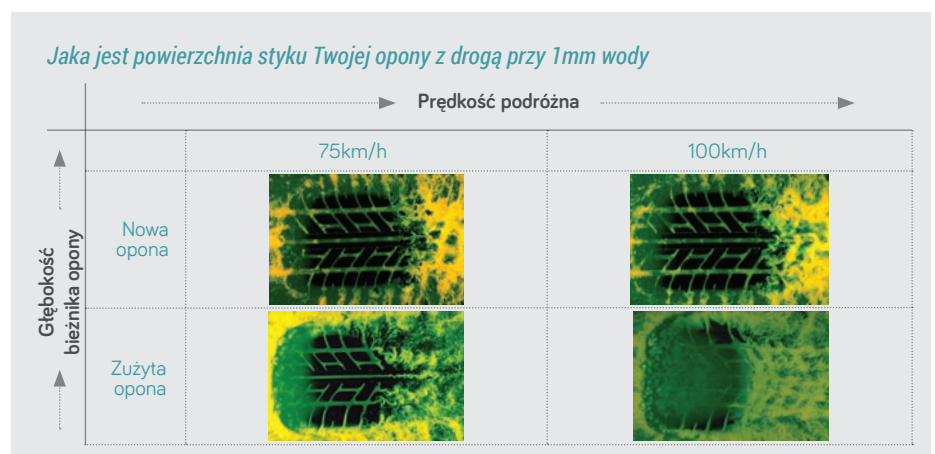 Jaka jest powierzchnia styku Twojej opony z drogą przy 1mm wody
Prędkość podróżna
75km/h
100km/h
Głębokość
bieżnika opony
Nowa
opona
Zużyta
opona